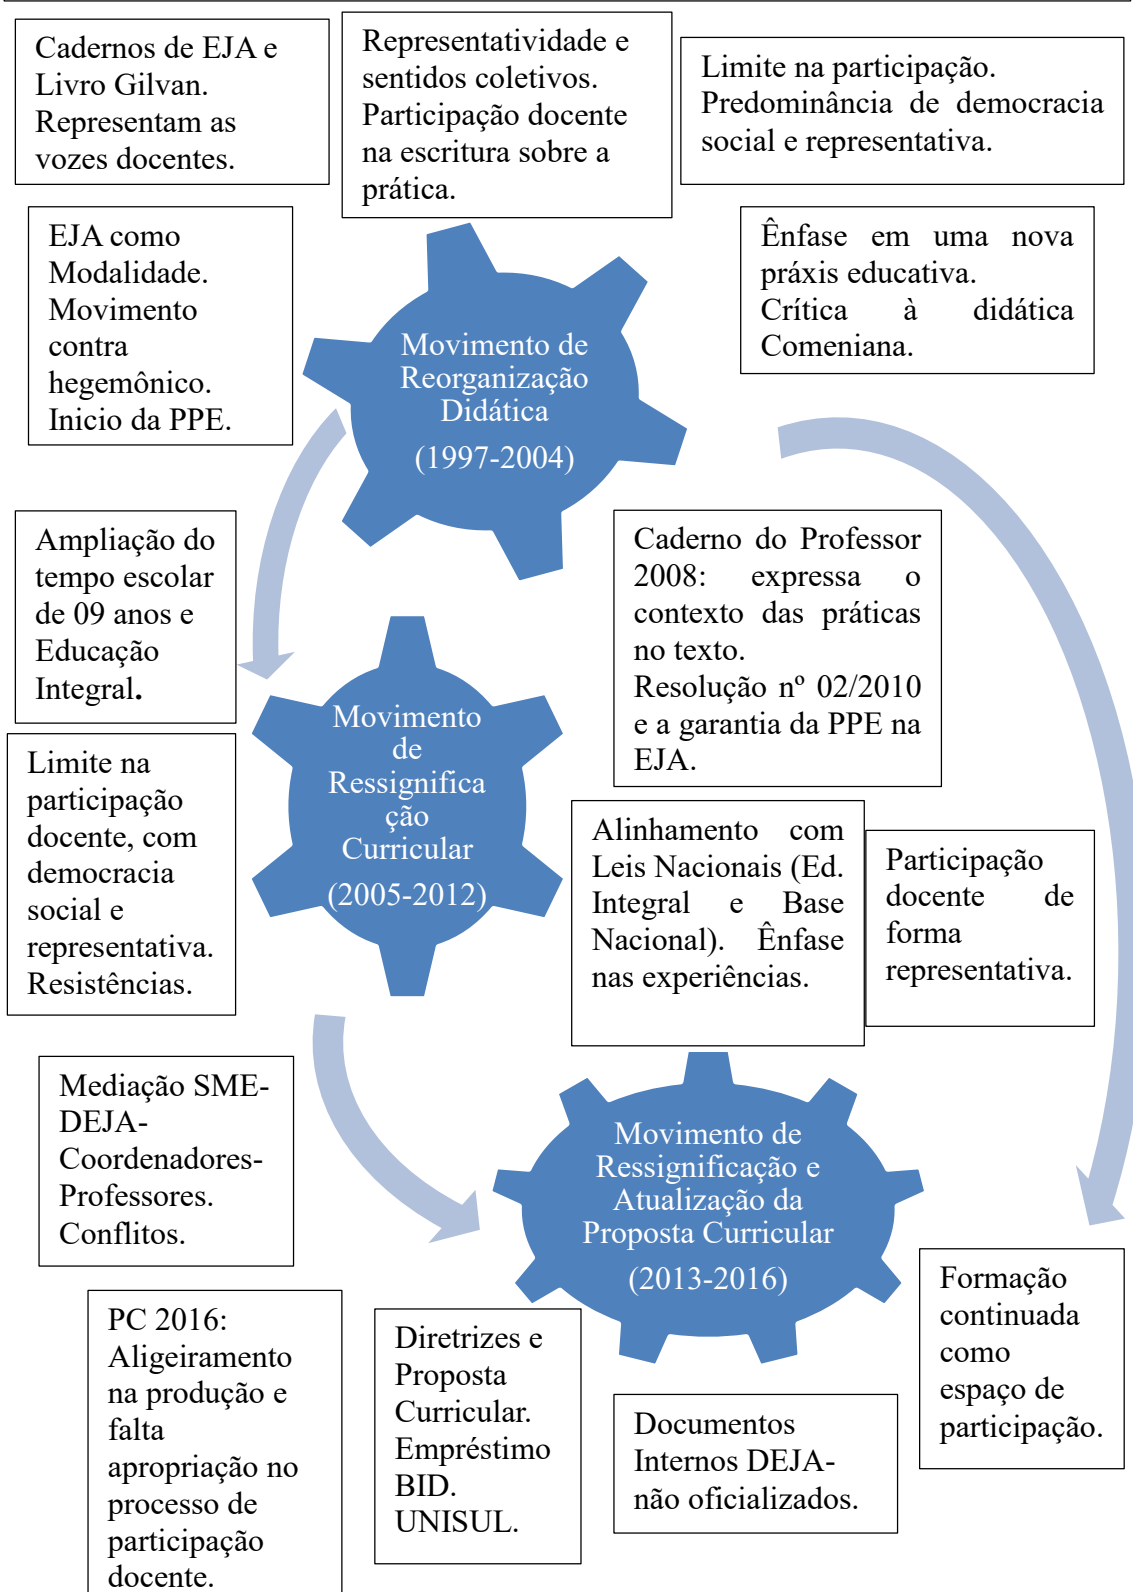 Cadernos de EJA e
Livro Gilvan.
Representam as
vozes docentes.
Representatividade e
sentidos coletivos.
Participação docente
na escritura sobre a
prática.
Limite na participação.
Predominância de democracia
social e representativa.
EJA como
Modalidade.
Movimento
contra
hegemônico.
Inicio da PPE.
Ênfase em uma nova
práxis educativa.
Crítica à didática
Comeniana.
Movimento de
Reorganização
Didática
(1997-2004)
Ampliação do
tempo escolar
de 09 anos e
Educação
Integral.
Caderno do Professor
2008: expressa o
contexto das práticas
no texto.
Resolução nº 02/2010
e a garantia da PPE na
EJA.
Movimento
de
Ressignifica
ção
Curricular
(2005-2012)
Limite na
participação
docente, com
democracia
social e
representativa.
Resistências.
Alinhamento com
Leis Nacionais (Ed.
Integral e Base
Nacional). Ênfase
nas experiências.
Participação
docente de
forma
representativa.
Mediação SME-
DEJA-
Coordenadores-
Professores.
Conflitos.
Movimento de
Ressignificação e
Atualização da
Proposta Curricular
(2013-2016)
Formação
continuada
como
espaço de
participação.
PC 2016:
Aligeiramento
na produção e
falta
apropriação no
processo de
participação
docente.
Diretrizes e
Proposta
Curricular.
Empréstimo
BID.
UNISUL.
Documentos
Internos DEJA-
não oficializados.